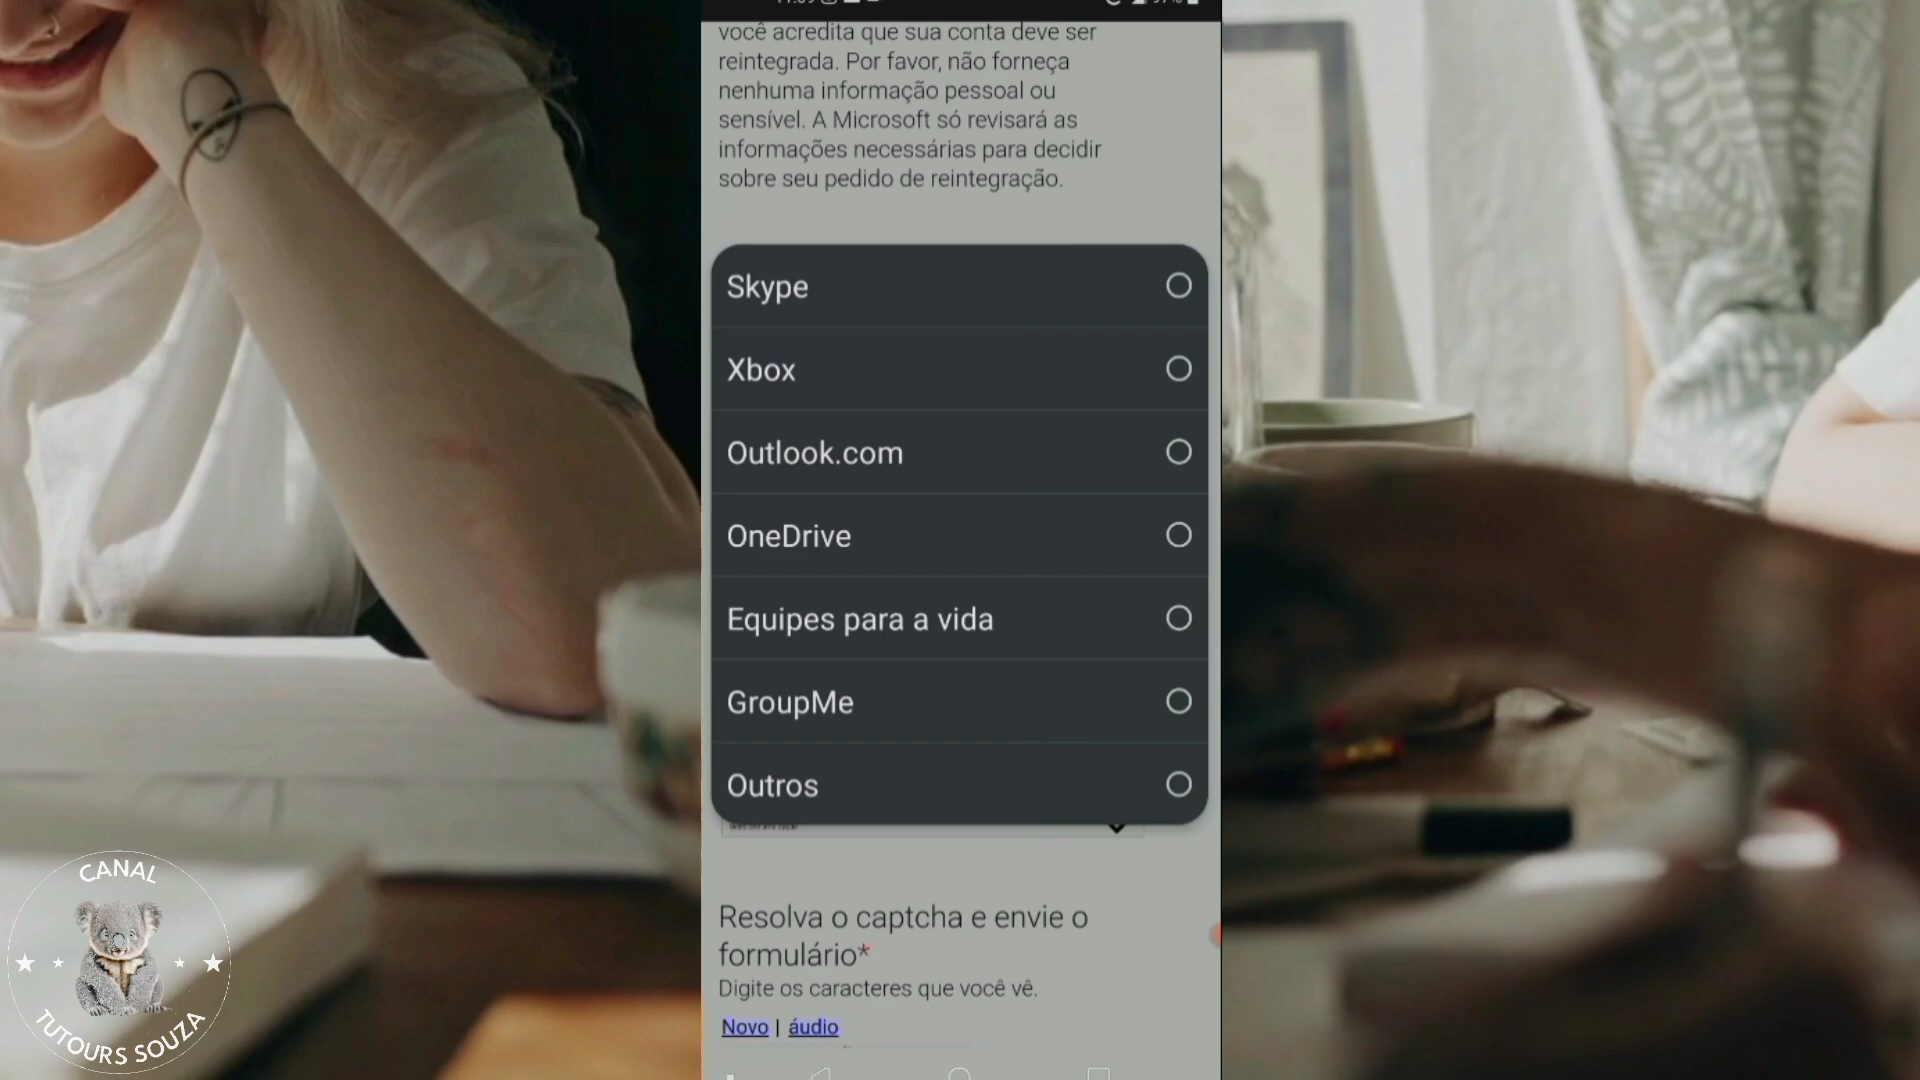 você acredita que sua conta deve ser
reintegrada. Por favor, não forneça
nenhuma informação pessoal ou
sensível. A Microsoft só revisará as
informações necessárias para decidir
sobre seu pedido de reintegração.
Skype
Xbox
Outlook.com
OneDrive
Equipes para a vida
GroupMe
Outros
Resolva o captcha e envie o
formulário*
Digite os caracteres que você vê.
Novo | áudio
CANAL
TUTOURS SOUZA